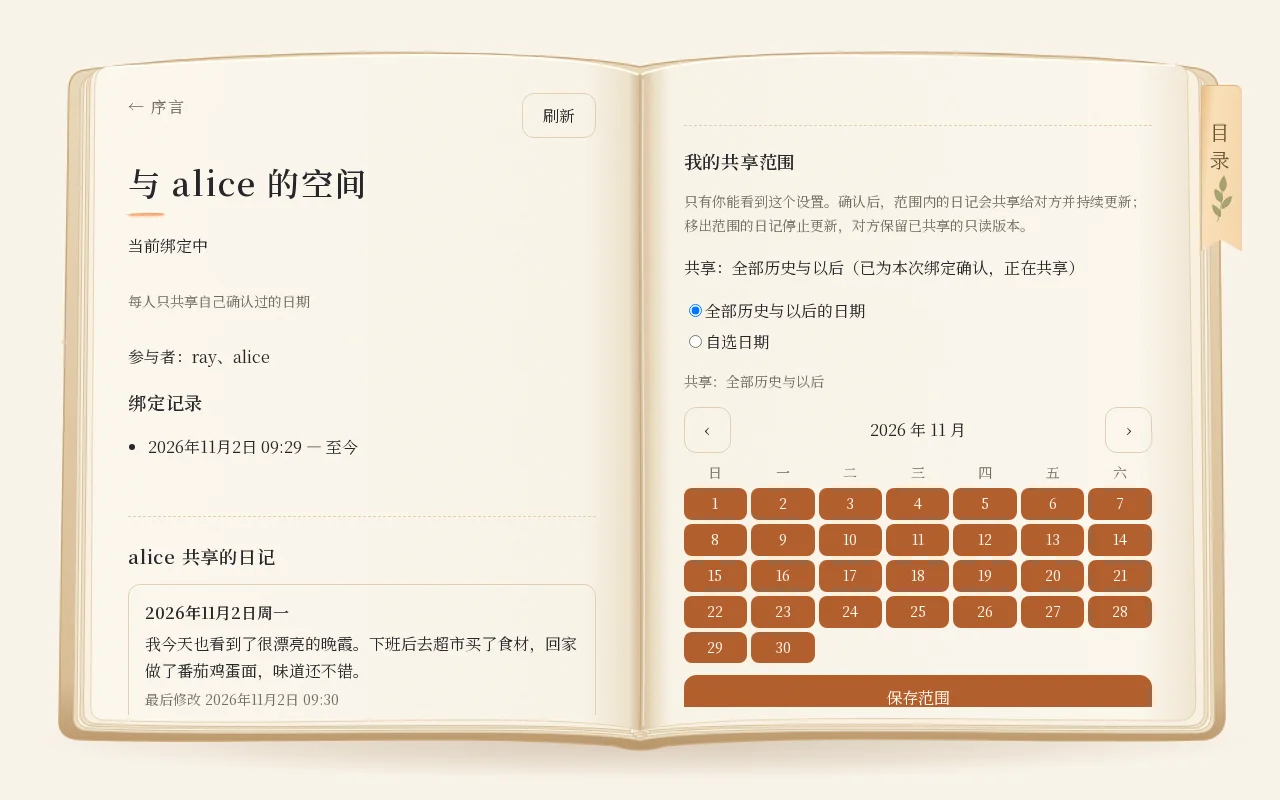 ← 序言
刷新
与 alice 的空间
当前绑定中
每人只共享自己确认过的日期
参与者：ray、alice
绑定记录
2026年11月2日 09:29 — 至今
alice 共享的日记
2026年11月2日周一
我今天也看到了很漂亮的晚霞。下班后去超市买了食材，回家
做了番茄鸡蛋面，味道还不错。
最后修改 2026年11月2日 09:30
我的共享范围
只有你能看到这个设置。确认后，范围内的日记会共享给对方并持续更新；
移出范围的日记停止更新，对方保留已共享的只读版本。
共享：全部历史与以后（已为本次绑定确认，正在共享）
全部历史与以后的日期
自选日期
共享：全部历史与以后
‹ 2026 年 11 月 ›
日 一 二 三 四 五 六
1 2 3 4 5 6 7
8 9 10 11 12 13 14
15 16 17 18 19 20 21
22 23 24 25 26 27 28
29 30
保存范围
目录